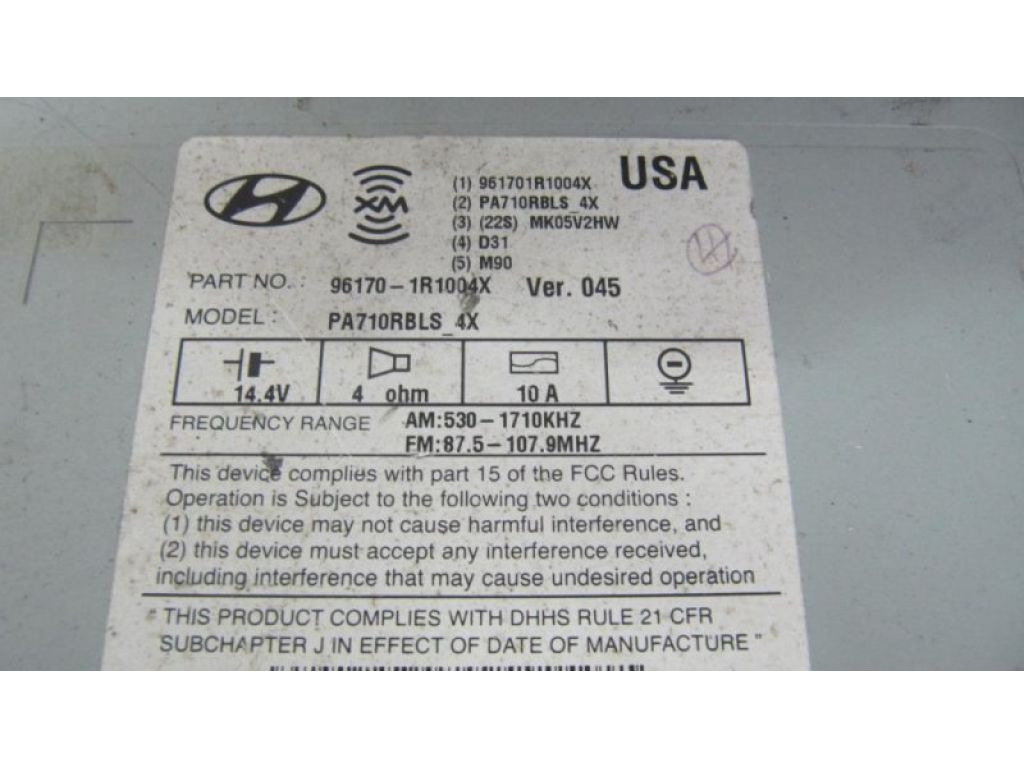 USA
XM
(1) 961701R1004X
(2) PA710RBLS_4X
(3) (22S) MK05V2HW
(4) D31
(5) M90
PART NO. : 96170-1R1004X Ver. 045
MODEL : PA710RBLS_4X
14.4V 4 ohm 10 A
FREQUENCY RANGE AM:530-1710KHZ
FM:87.5-107.9MHZ
This device complies with part 15 of the FCC Rules.
Operation is Subject to the following two conditions :
(1) this device may not cause harmful interference, and
(2) this device must accept any interference received,
including interference that may cause undesired operation
" THIS PRODUCT COMPLIES WITH DHHS RULE 21 CFR
SUBCHAPTER J IN EFFECT OF DATE OF MANUFACTURE "